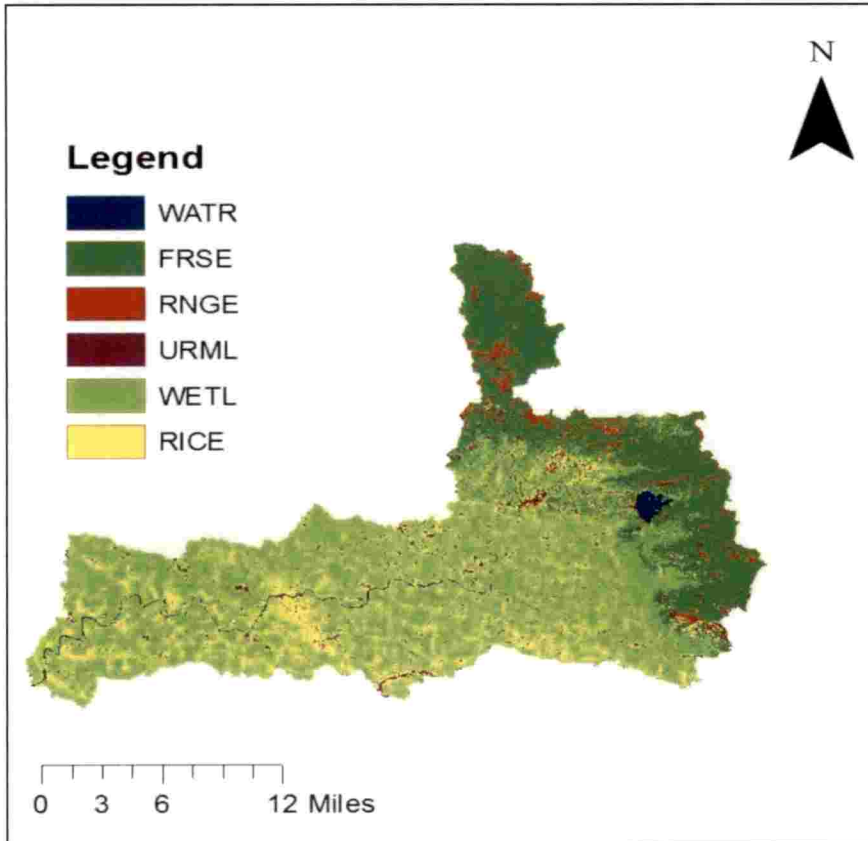 N
Legend
WATR
FRSE
RNGE
URML
WETL
RICE
0 3 6 12 Miles